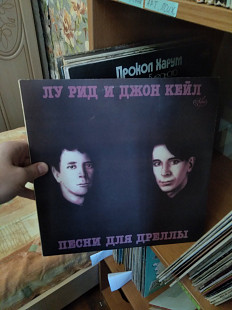 Прокол Харум
ЛУ РИД И ДЖОН КЕЙЛ
ПЕСНИ ДЛЯ ДРЕЛЛЫ